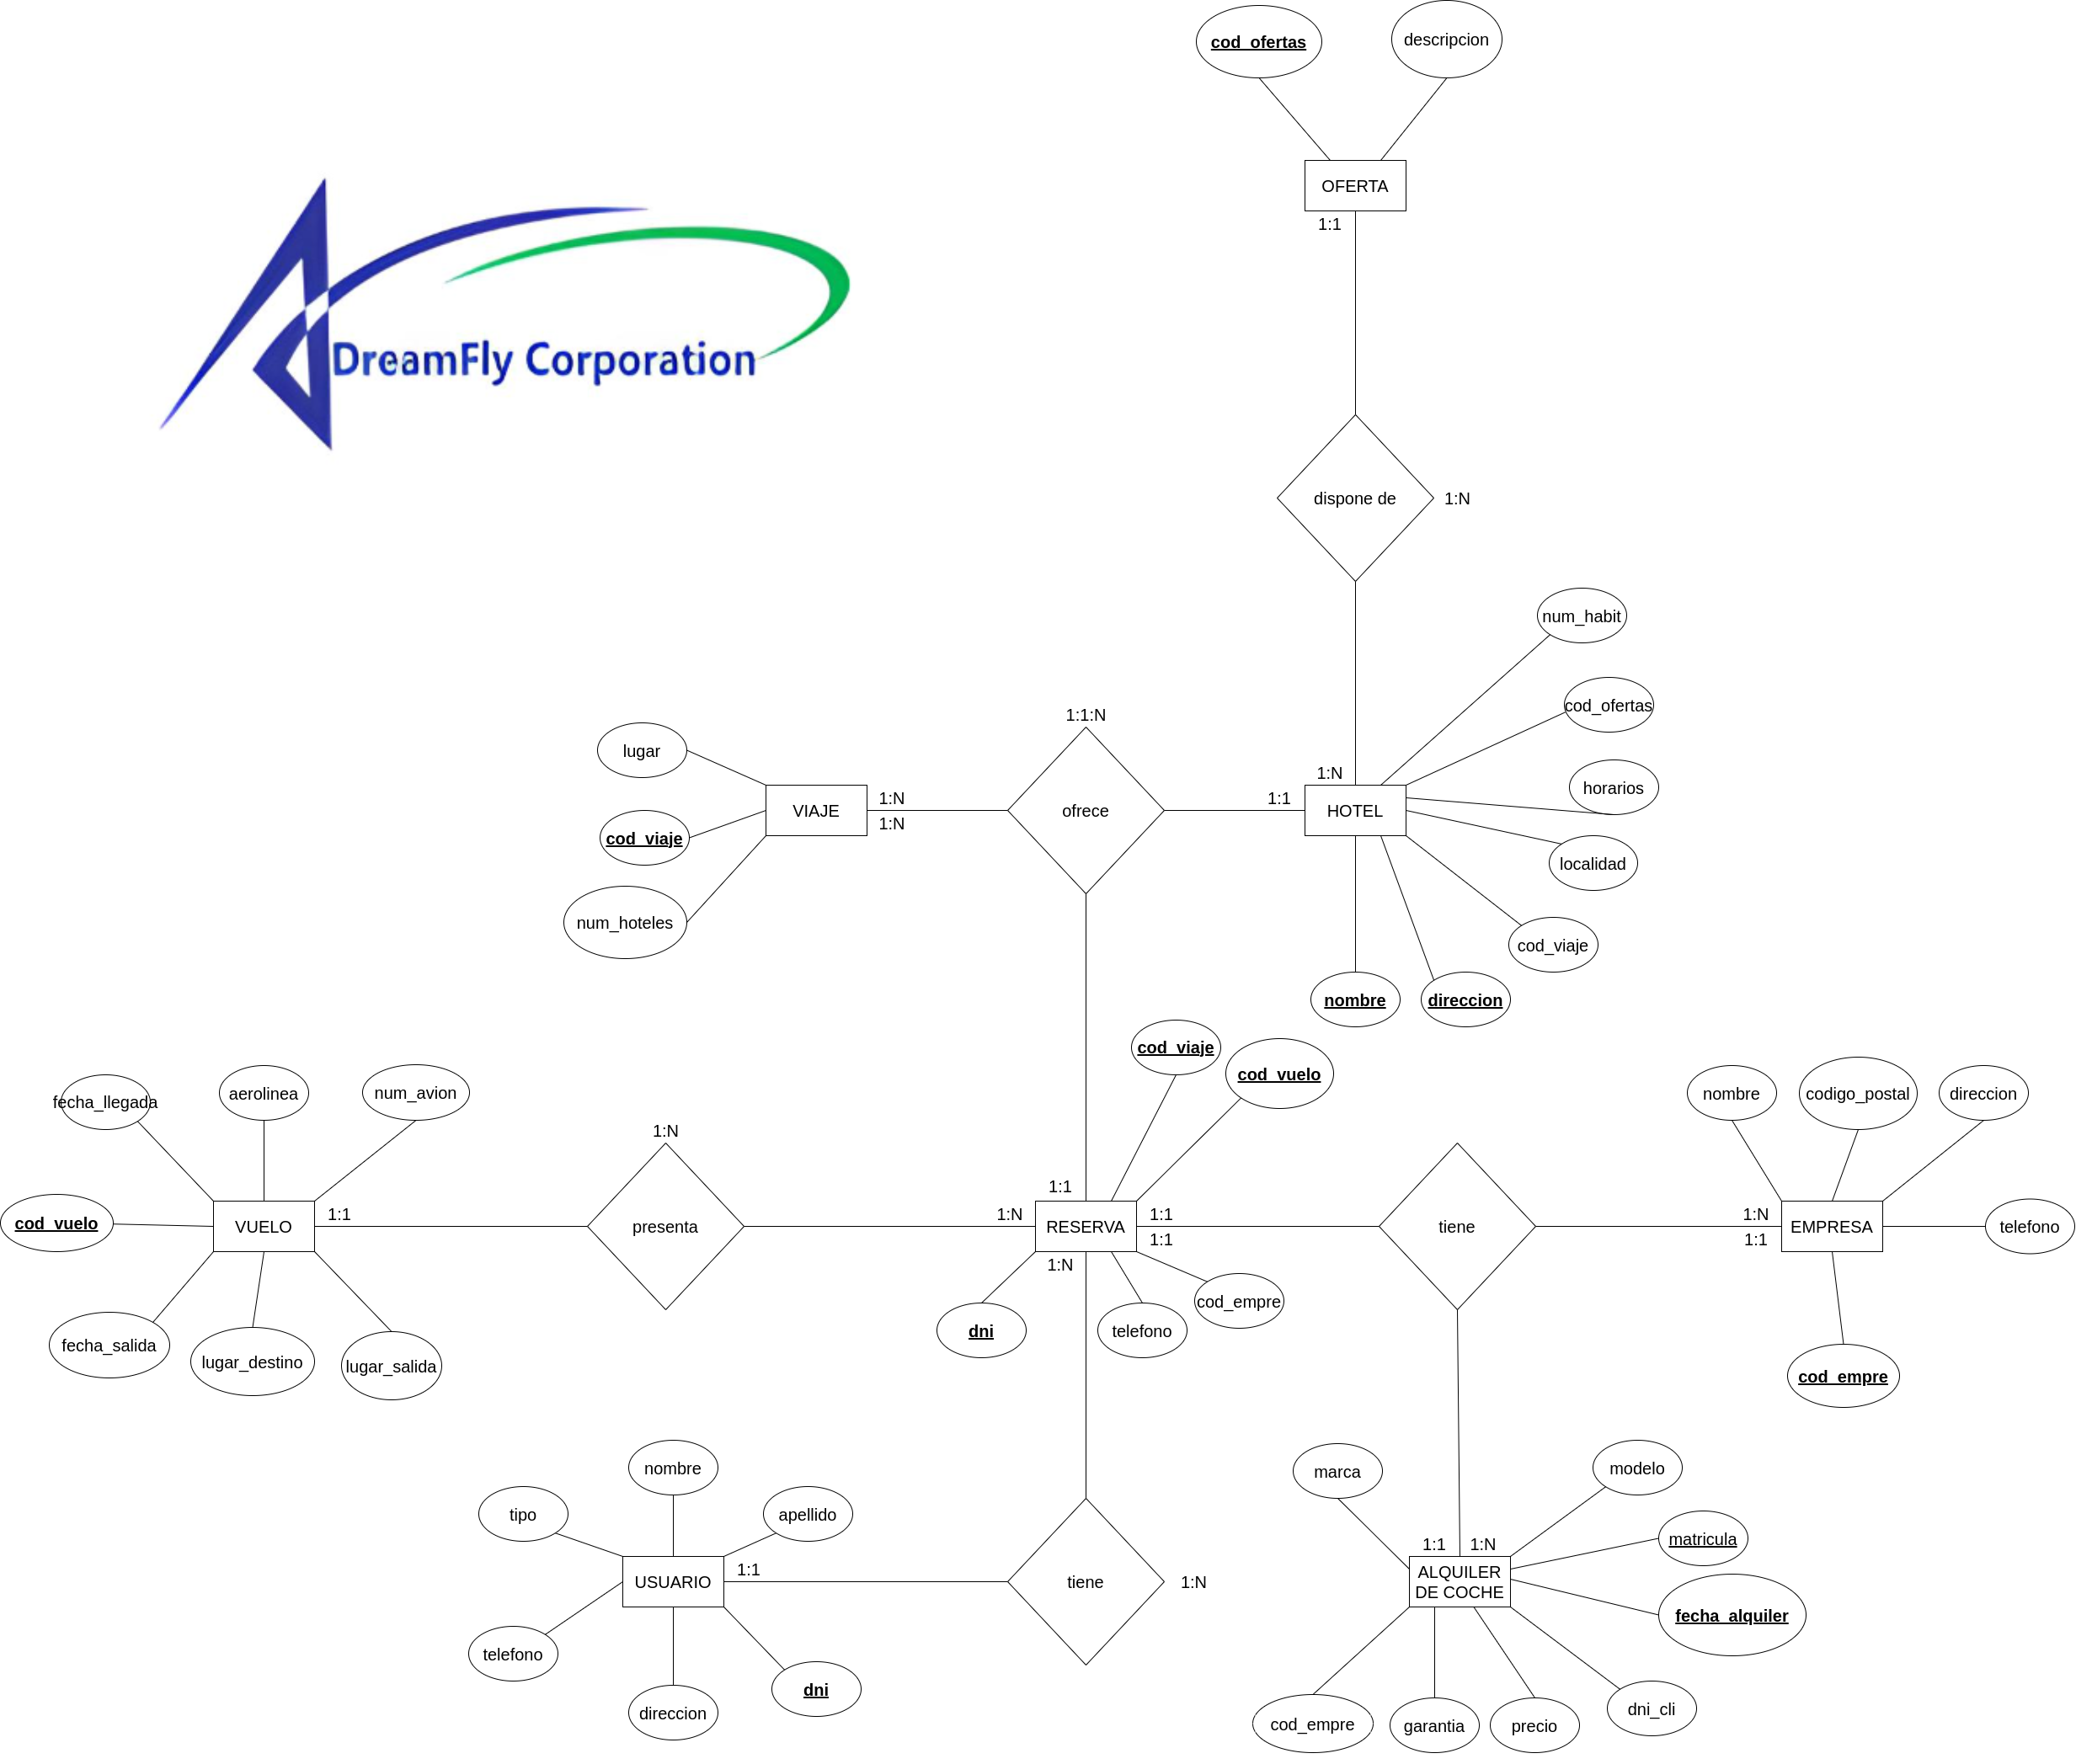 cod_ofertas
descripcion
OFERTA
1:1
DreamFly Corporation
dispone de
1:N
num_habit
cod_ofertas
horarios
localidad
cod_viaje
nombre
direccion
1:N
HOTEL
1:1
1:1:N
ofrece
lugar
cod_viaje
num_hoteles
VIAJE
1:N
1:N
cod_viaje
cod_vuelo
1:1
fecha_llegada
aerolinea
num_avion
cod_vuelo
VUELO
1:1
fecha_salida
lugar_destino
lugar_salida
1:N
presenta
1:N
RESERVA
1:1
1:1
1:N
dni
telefono
cod_empre
tiene
nombre
codigo_postal
direccion
1:N
1:1
EMPRESA
telefono
cod_empre
nombre
tipo
apellido
USUARIO
1:1
telefono
direccion
dni
tiene
1:N
marca
modelo
matricula
fecha_alquiler
1:1
1:N
ALQUILER
DE COCHE
cod_empre
garantia
precio
dni_cli